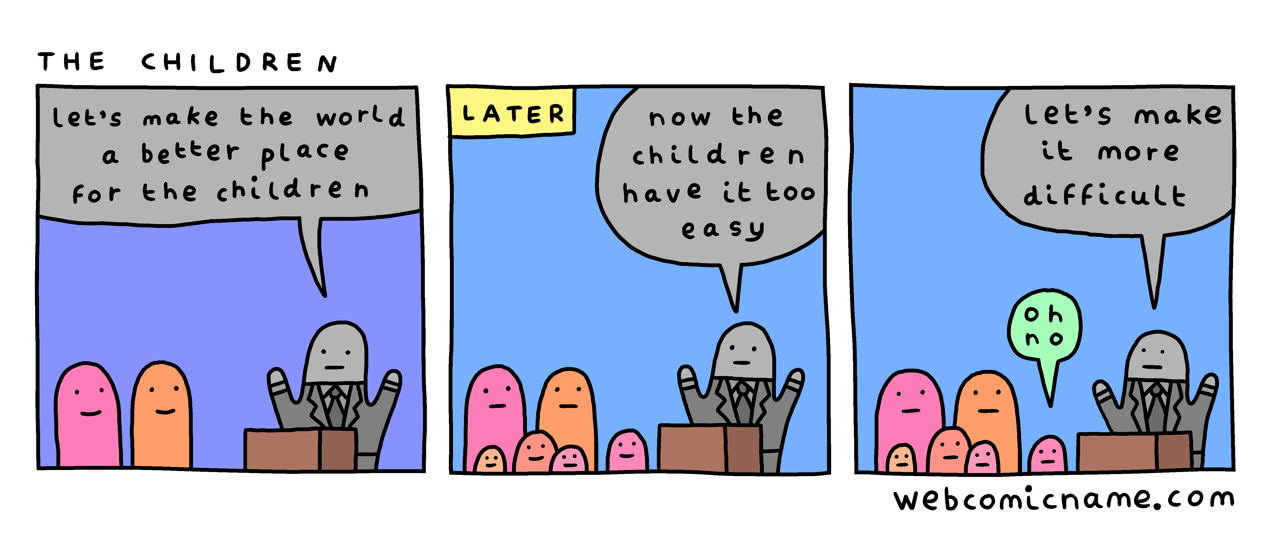 THE CHILDREN
let's make the world
a better place
for the children
LATER
now the
children
have it too
easy
let's make
it more
difficult
oh
no
webcomicname.com